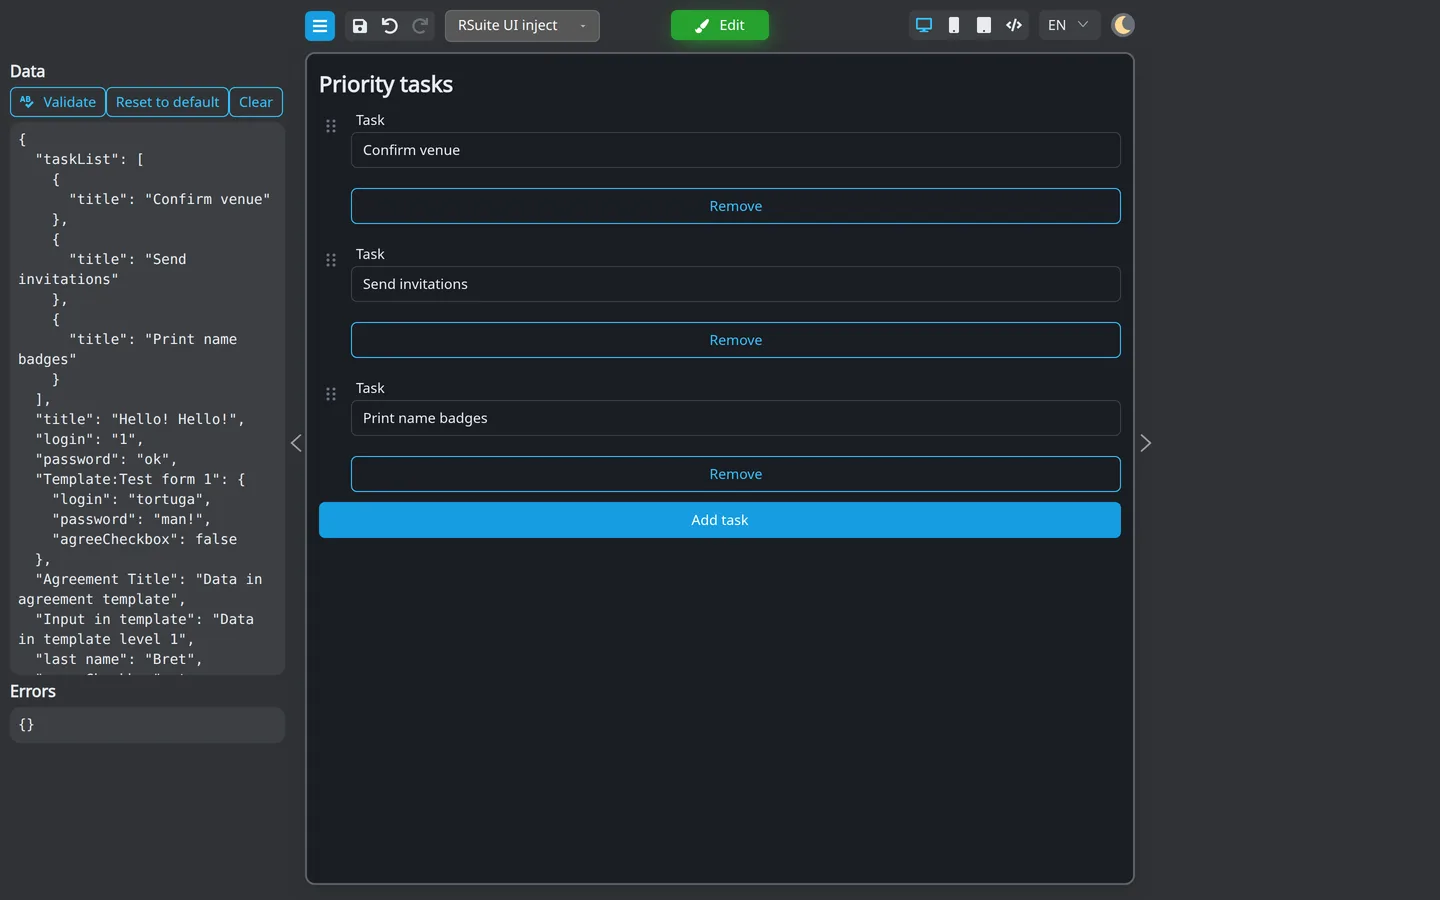 RSuite UI inject
Edit
EN
Data
Validate
Reset to default
Clear
{
"taskList": [
{
"title": "Confirm venue"
},
{
"title": "Send
invitations"
},
{
"title": "Print name
badges"
}
],
"title": "Hello! Hello!",
"login": "1",
"password": "ok",
"Template:Test form 1": {
"login": "tortuga",
"password": "man!",
"agreeCheckbox": false
},
"Agreement Title": "Data in
agreement template",
"Input in template": "Data
in template level 1",
"last name": "Bret",
Errors
{}
Priority tasks
Task
Confirm venue
Remove
Task
Send invitations
Remove
Task
Print name badges
Remove
Add task